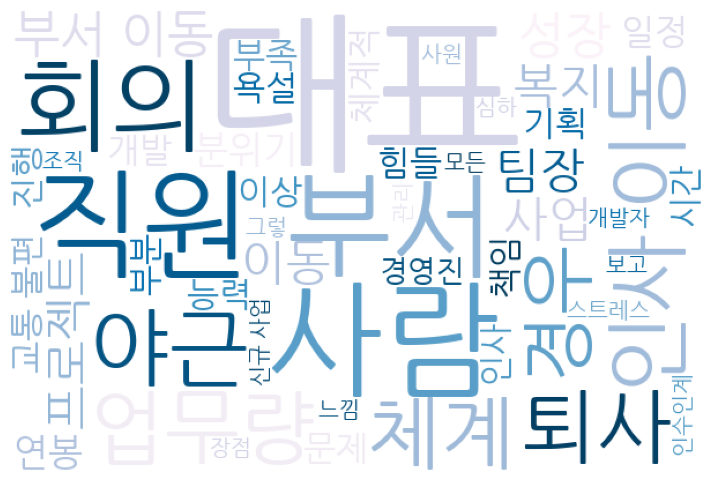 부서 이동
대표
성장
일정
부족
욕설
체계적
사원
심하
복지
회의
개발
분위기
기획
인사 이동
진행
조직
힘들
모든
팀장
직원
이상
부서
관리
사업
개발자
시간
그렇
이동
부분
능력
경영진
책임
보고
경우
교통 불편
프로젝트
야근
신규 사업
사람
인사
스트레스
업무량
느낌
체계
퇴사
인수인계
연봉
장점
문제